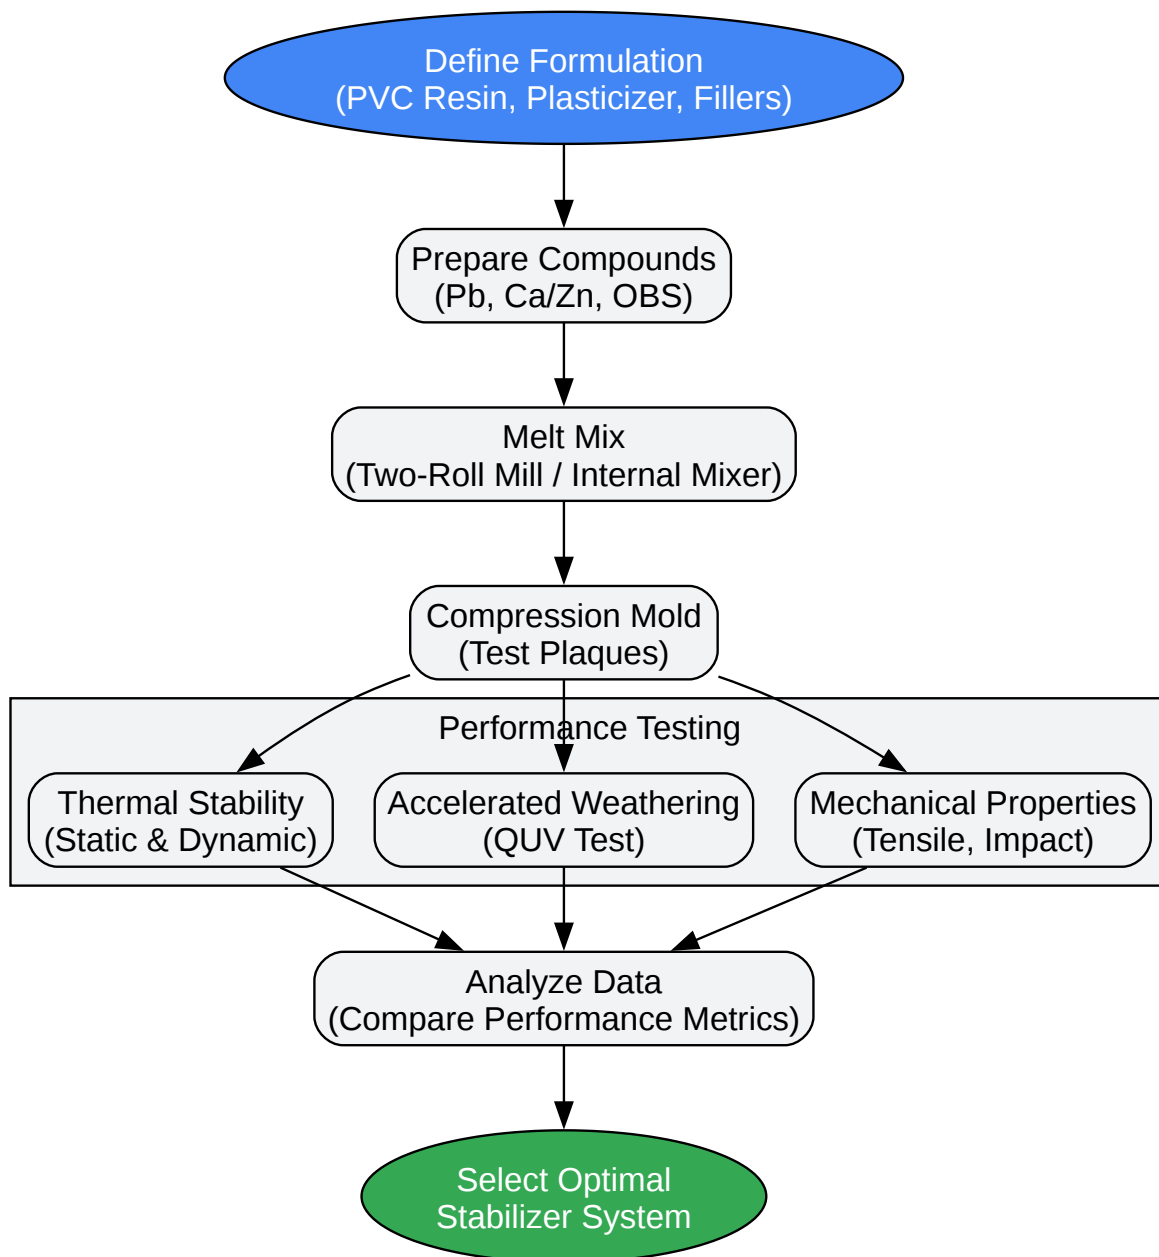 Define Formulation
(PVC Resin, Plasticizer, Fillers)
Prepare Compounds
(Pb, Ca/Zn, OBS)
Melt Mix
(Two-Roll Mill / Internal Mixer)
Compression Mold
(Test Plaques)
Performance Testing
Thermal Stability
(Static & Dynamic)
Accelerated Weathering
(QUV Test)
Mechanical Properties
(Tensile, Impact)
Analyze Data
(Compare Performance Metrics)
Select Optimal
Stabilizer System